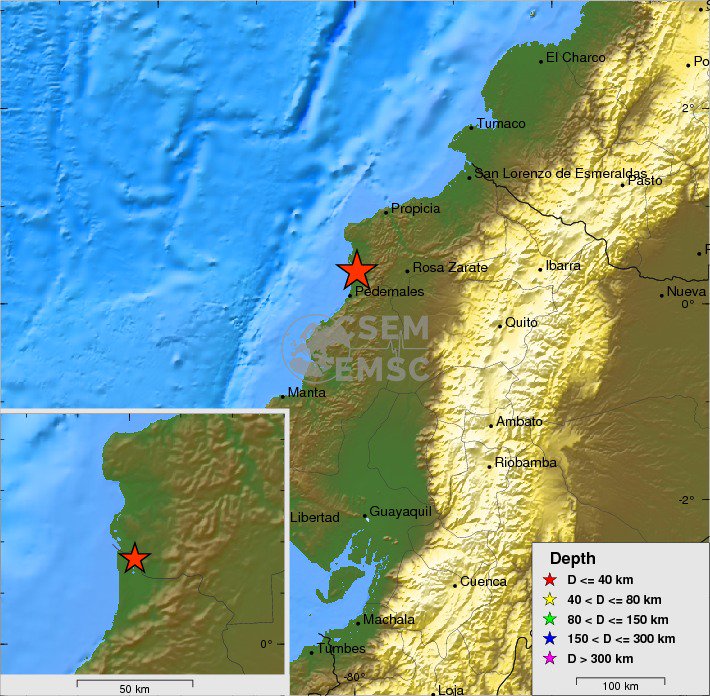 El Charco
Po
2°
Tumaco
San Lorenzo de Esmeraldas
Pasto
Propicia
Rosa Zarate
Ibarra
Pedernales
Nueva
0°
CSEM
EMSC
Quito
Manta
Ambato
Riobamba
-2°
Libertad
Guayaquil
Cuenca
Machala
Tumbes
-80°
Loja
0°
50 km
Depth
D <= 40 km
40 < D <= 80 km
80 < D <= 150 km
150 < D <= 300 km
D > 300 km
100 km